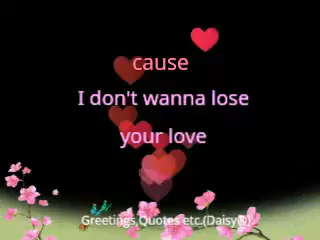 cause
I don't wanna lose
your love
Greetings,Quotes etc.(Daisy®)